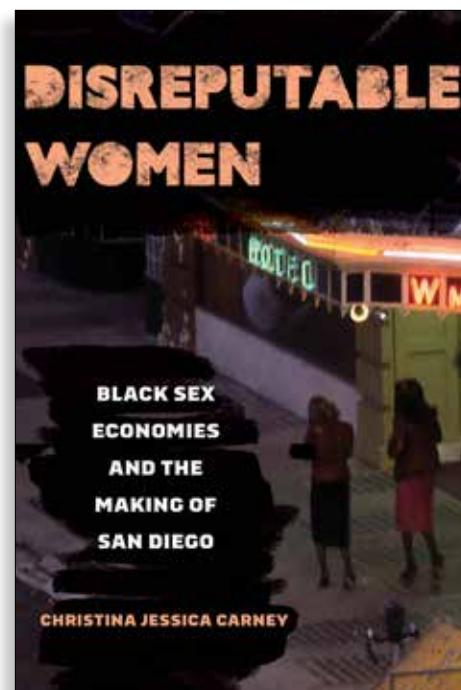 DISREPUTABLE
WOMEN
BLACK SEX
ECONOMIES
AND THE
MAKING OF
SAN DIEGO
CHRISTINA JESSICA CARNEY